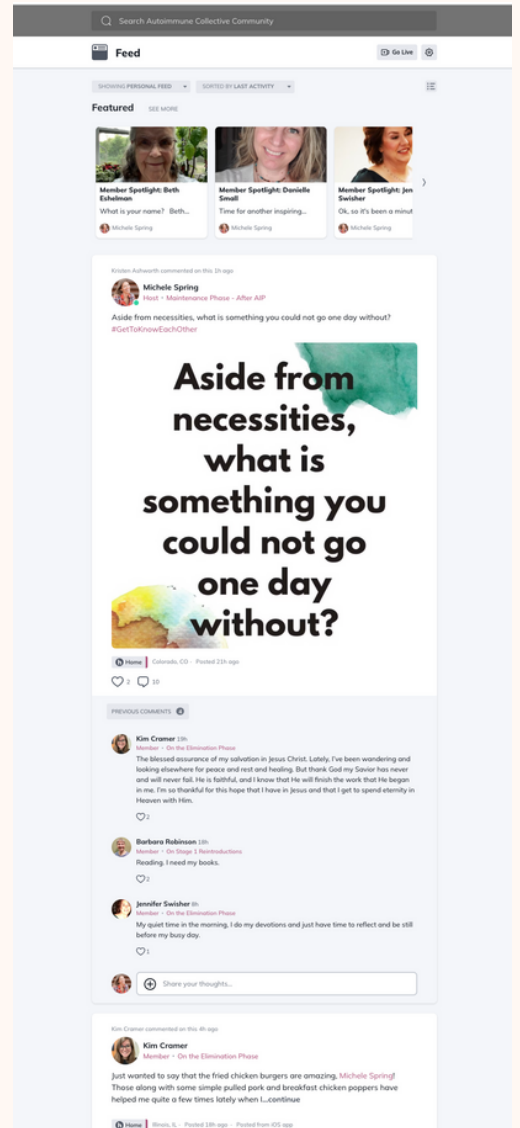 Search Autoimmune Collective Community
Feed
Go Live
SHOWING PERSONAL FEED
SORTED BY LAST ACTIVITY
Featured
SEE MORE
Member Spotlight: Beth
Eshelman
What is your name? Beth...
Michele Spring
Member Spotlight: Danielle
Small
Time for another inspiring...
Michele Spring
Member Spotlight: Jen
Swisher
Ok, so it's been a minut
Michele Spring
Kristen Ashworth commented on this 1h ago
Michele Spring
Host • Maintenance Phase - After AIP
Aside from necessities, what is something you could not go one day without?
#GetToKnowEachOther
Aside from
necessities,
what is
something you
could not go
one day
without?
Home
Colorado, CO • Posted 21h ago
2
10
PREVIOUS COMMENTS
Kim Cramer 19h
Member • On the Elimination Phase
The blessed assurance of my salvation in Jesus Christ. Lately, I've been wandering and
looking elsewhere for peace and rest and healing. But thank God my Savior has never
and will never fail. He is faithful, and I know that He will finish the work that He began
in me. I'm so thankful for this hope that I have in Jesus and that I get to spend eternity in
Heaven with Him.
2
Barbara Robinson 18h
Member • On Stage 1 Reintroductions
Reading. I need my books.
2
Jennifer Swisher 8h
Member • On the Elimination Phase
My quiet time in the morning, I do my devotions and just have time to reflect and be still
before my busy day.
1
Share your thoughts...
Kim Cramer commented on this 4h ago
Kim Cramer
Member • On the Elimination Phase
Just wanted to say that the fried chicken burgers are amazing, Michele Spring!
Those along with some simple pulled pork and breakfast chicken poppers have
helped me quite a few times lately when I...continue
Home
Illinois, IL • Posted 18h ago • Posted from iOS app